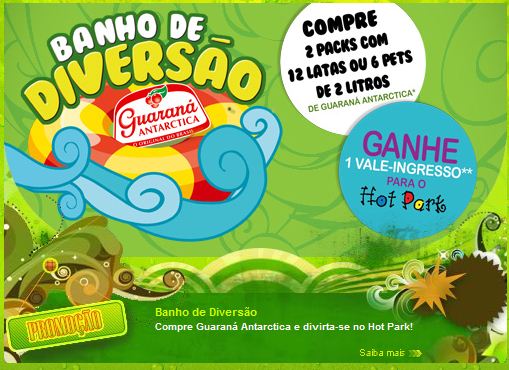 BANHO DE
DIVERSÃO
Guaraná
ANTARCTICA
O ORIGINAL DO BRASIL
COMPRE
2 PACKS COM
12 LATAS OU 6 PETS
DE 2 LITROS
DE GUARANÁ ANTARCTICA*
GANHE
1 VALE-INGRESSO**
PARA O
Hot Park
PROMOÇÃO
Banho de Diversão
Compre Guaraná Antarctica e divirta-se no Hot Park!
Saiba mais